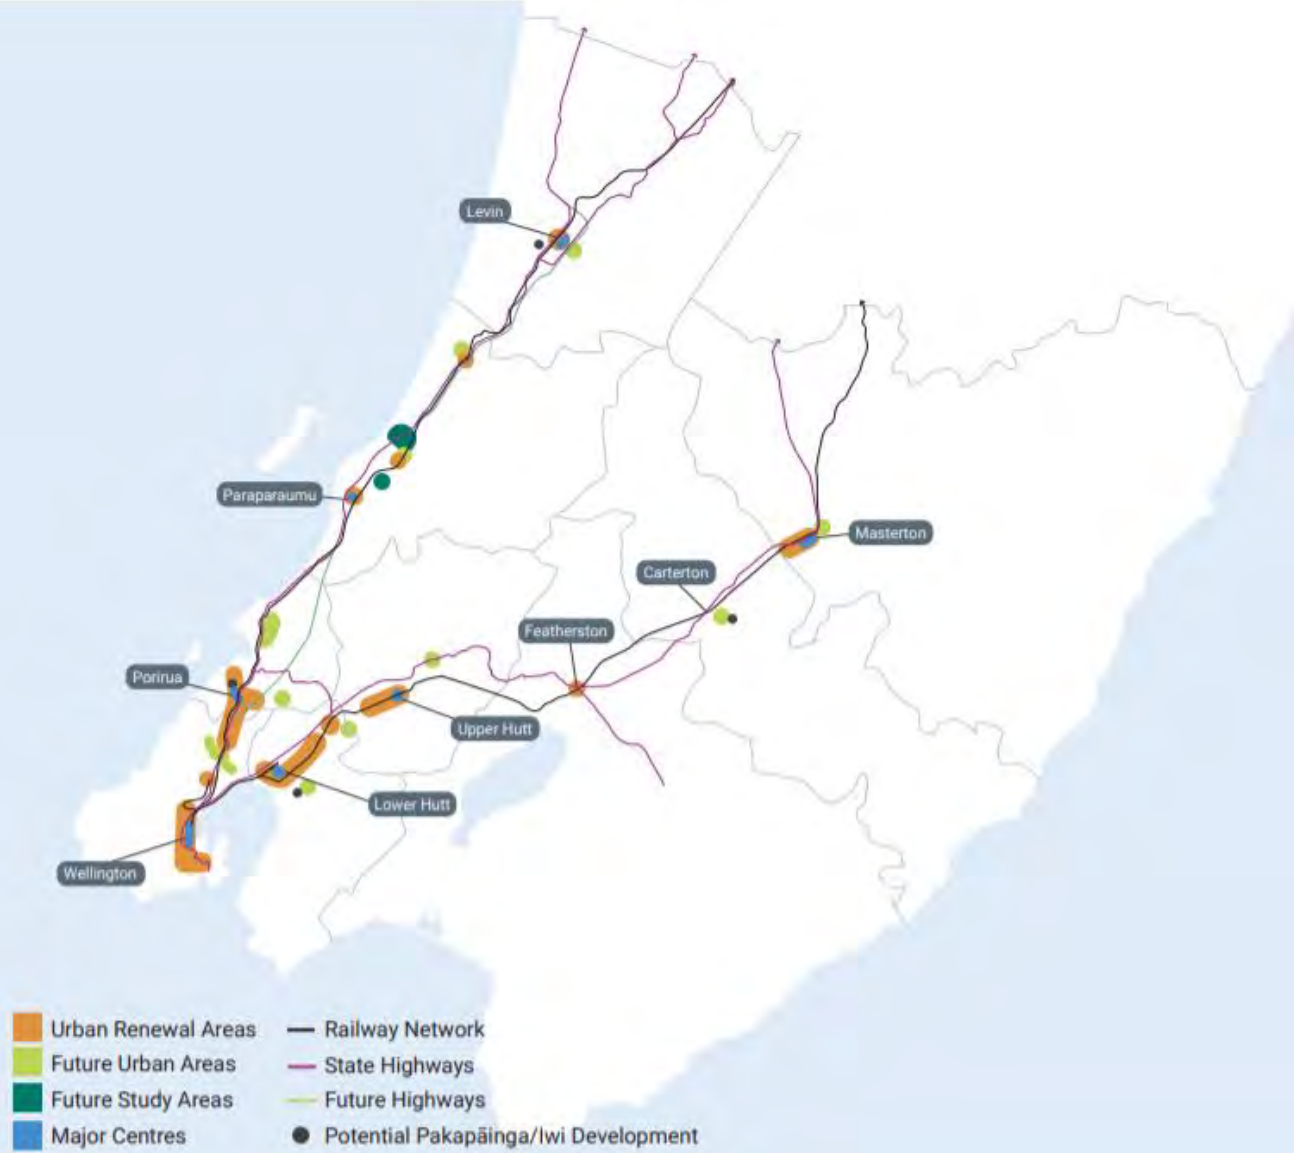 Levin
Paraparaumu
Masterton
Carterton
Featherston
Porirua
Upper Hutt
Lower Hutt
Wellington
Urban Renewal Areas
Future Urban Areas
Future Study Areas
Major Centres
Railway Network
State Highways
Future Highways
Potential Pakapāinga/Iwi Development